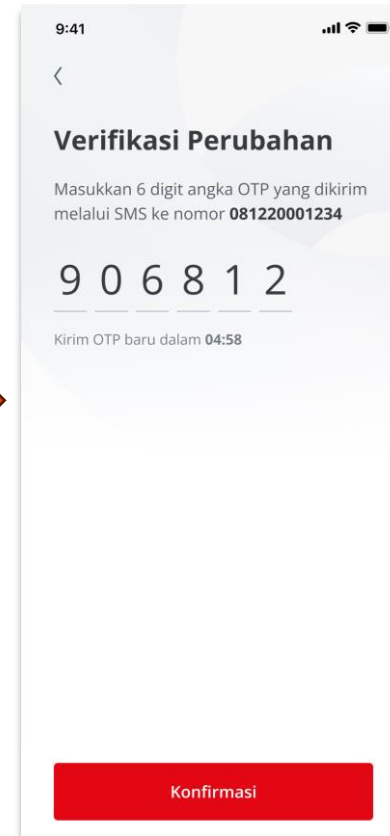 9:41
Verifikasi Perubahan
Masukkan 6 digit angka OTP yang dikirim
melalui SMS ke nomor 081220001234
9 0 6 8 1 2
Kirim OTP baru dalam 04:58
Konfirmasi